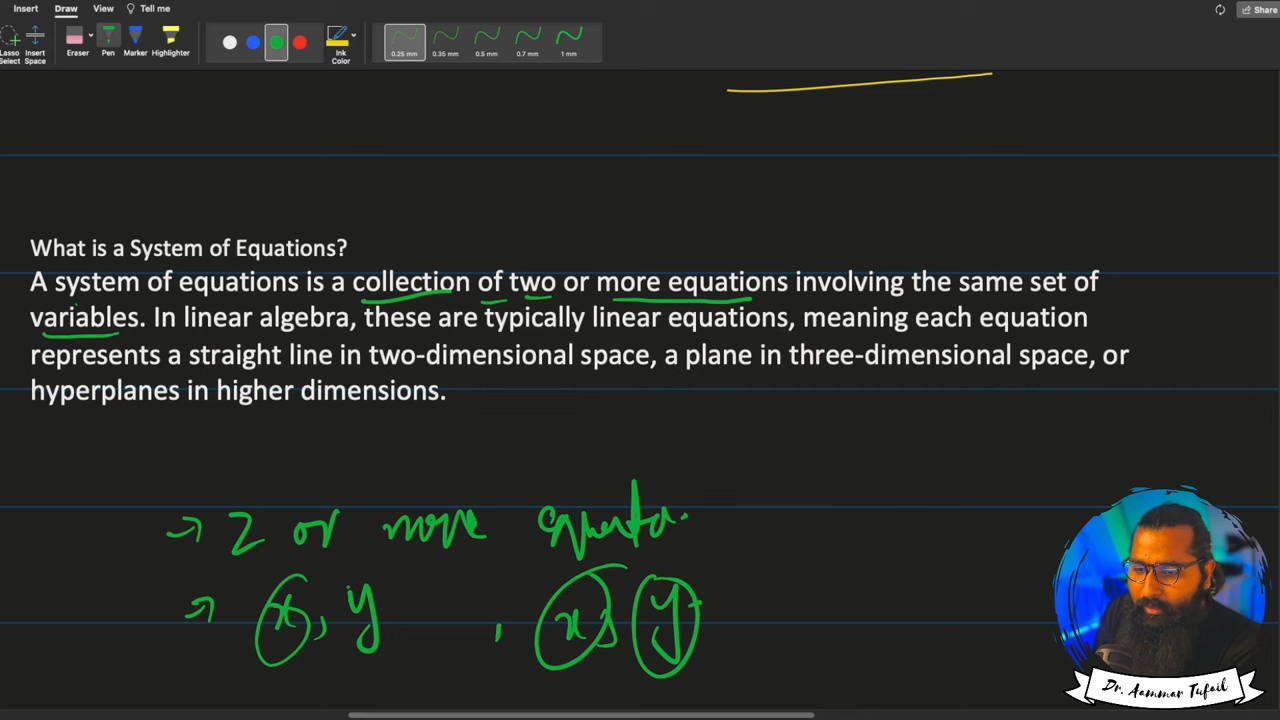 Insert Draw View Tell me
Share
Lasso Select
Insert Space
Eraser
Pen
Marker
Highlighter
Ink Color
0.25 mm
0.35 mm
0.5 mm
0.7 mm
1 mm
What is a System of Equations?
A system of equations is a collection of two or more equations involving the same set of
variables. In linear algebra, these are typically linear equations, meaning each equation
represents a straight line in two-dimensional space, a plane in three-dimensional space, or
hyperplanes in higher dimensions.
→ 2 or more
→ x, y , x, y
Dr. Aammar Tufail